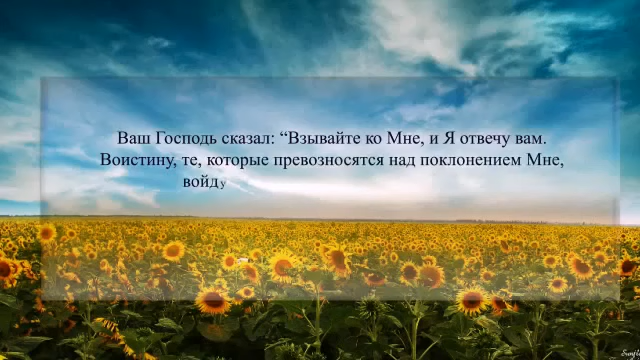 Ваш Господь сказал: “Взывайте ко Мне, и Я отвечу вам.
Воистину, те, которые превозносятся над поклонением Мне,
войду